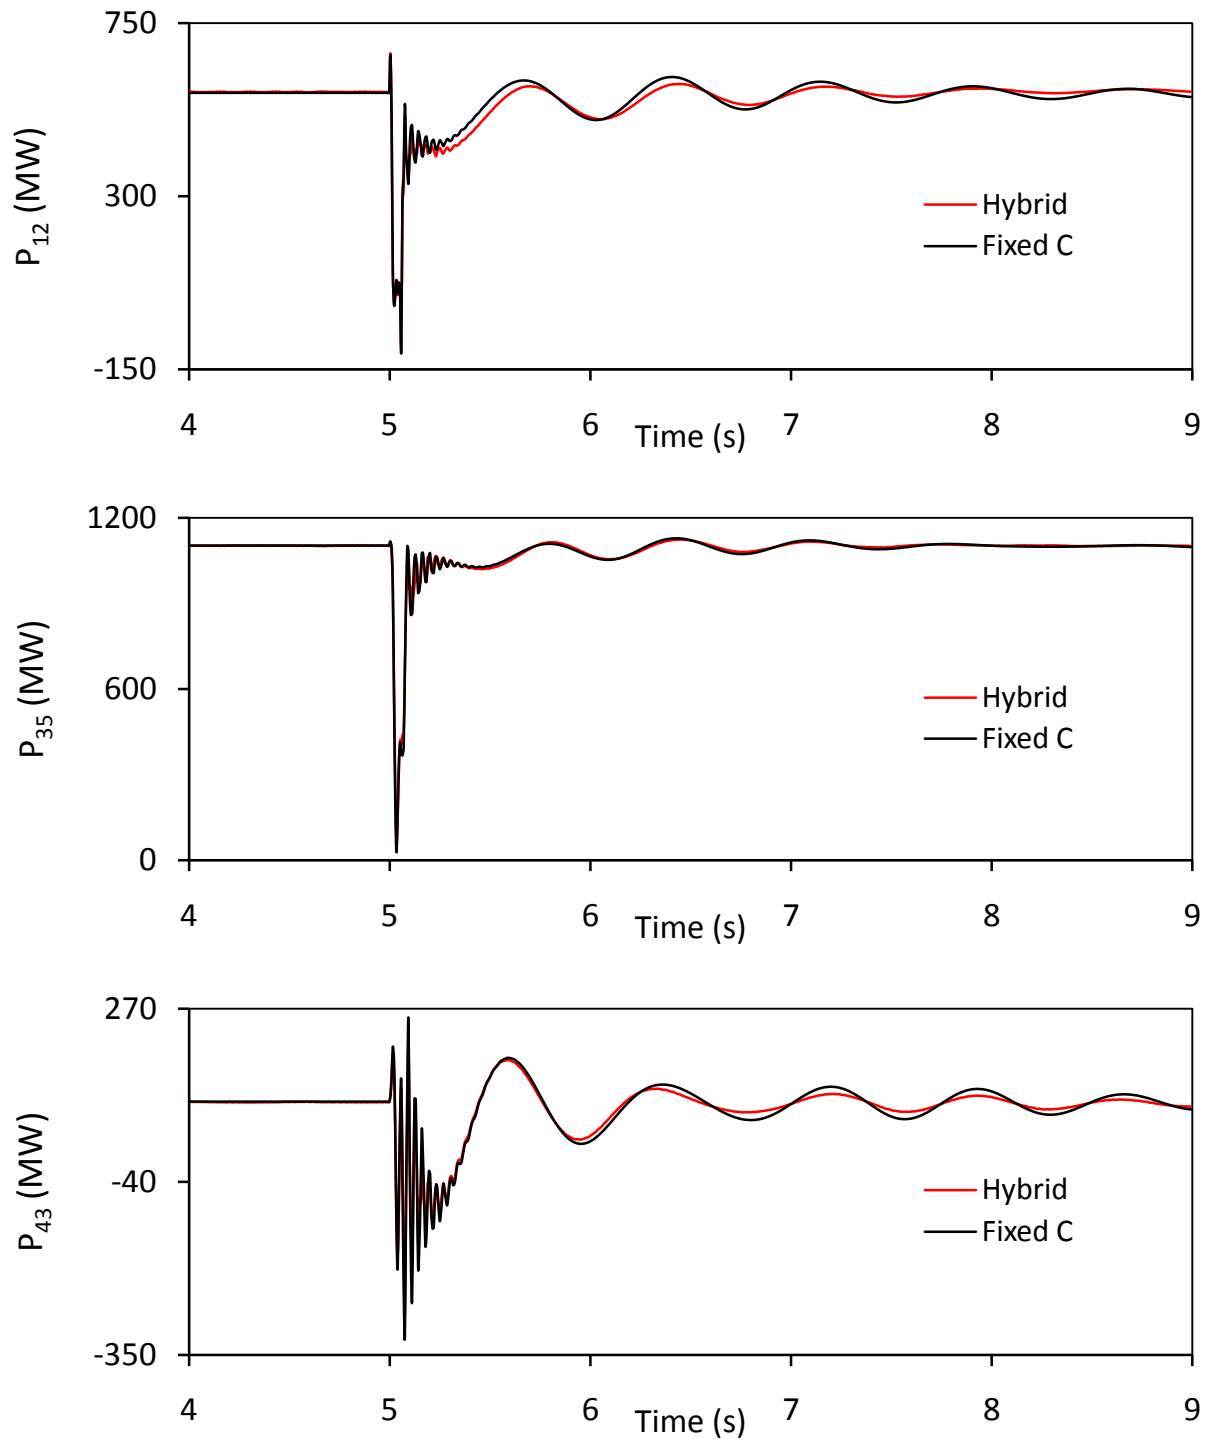 750
300
-150
P12 (MW)
Hybrid
Fixed C
4 5 6 7 8 9
Time (s)
1200
600
0
P35 (MW)
Hybrid
Fixed C
4 5 6 7 8 9
Time (s)
270
-40
-350
P43 (MW)
Hybrid
Fixed C
4 5 6 7 8 9
Time (s)